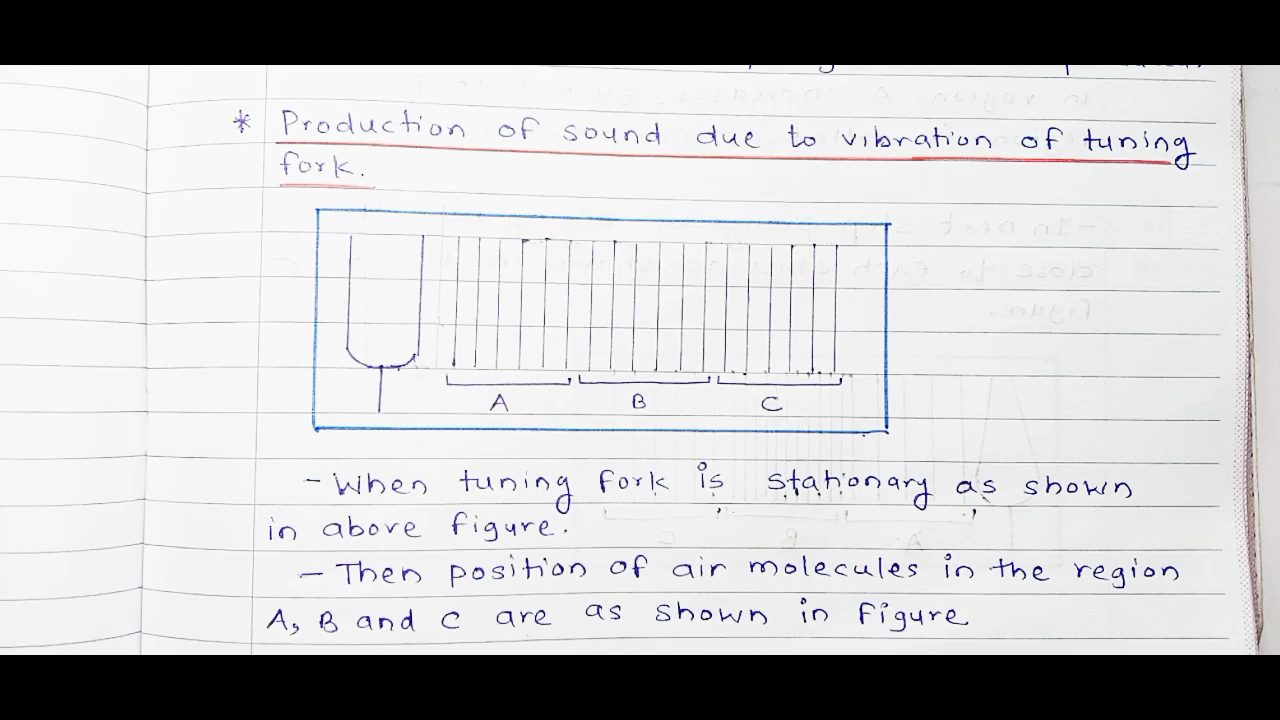 * Production of sound due to vibration of tuning
fork.
A B C
- When tuning fork is stationary as shown
in above figure.
- Then position of air molecules in the region
A, B and C are as shown in figure